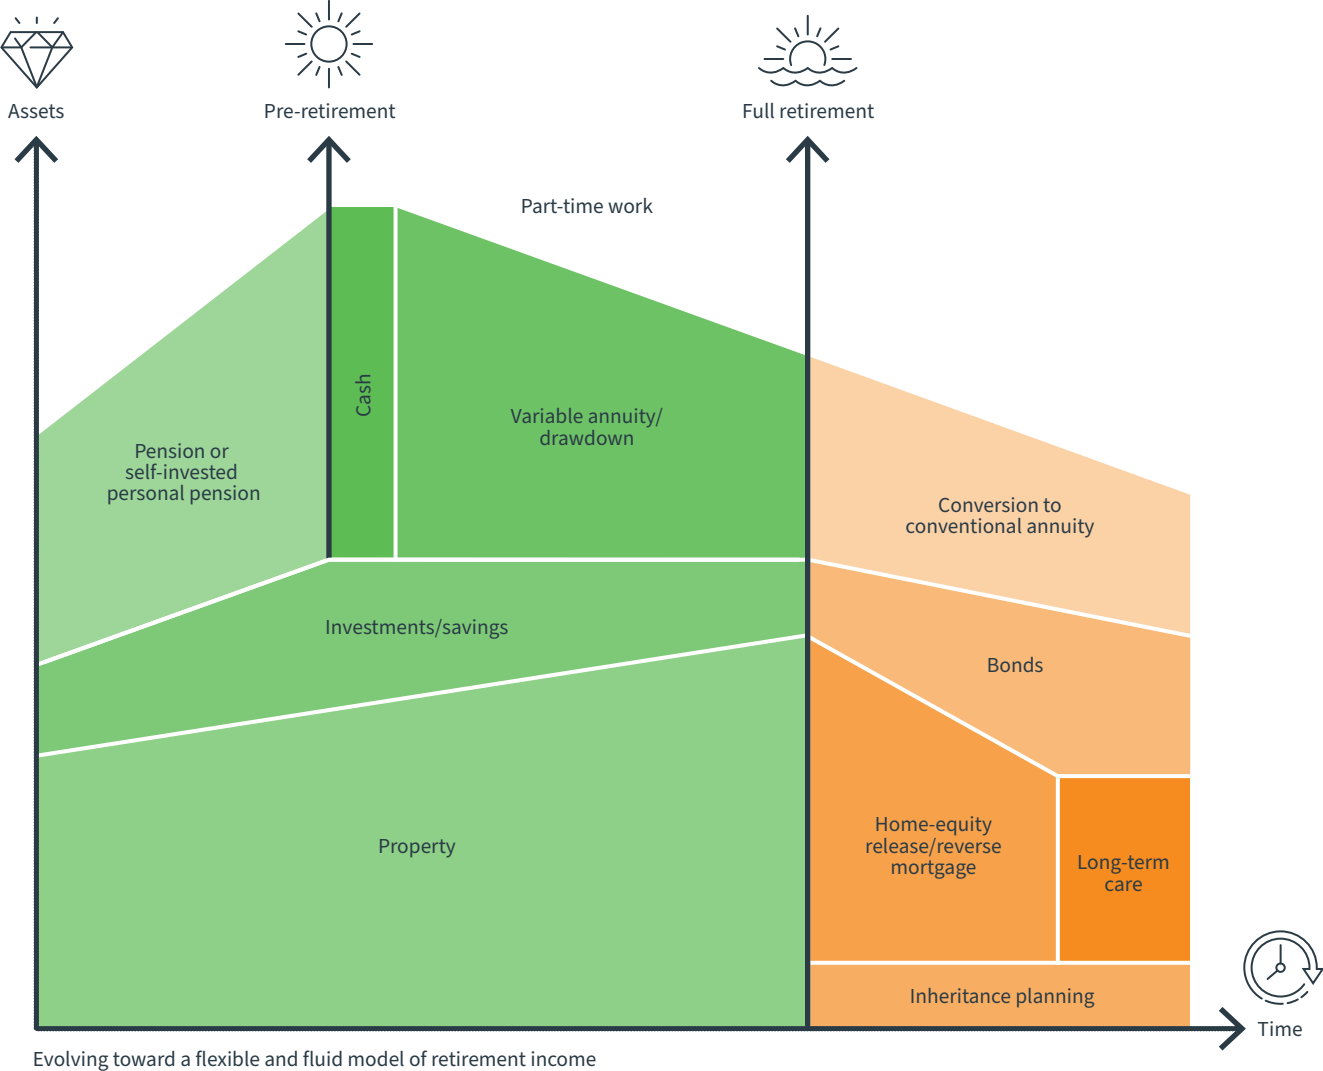 Assets
Pre-retirement
Full retirement
Part-time work
Cash
Variable annuity/
drawdown
Pension or
self-invested
personal pension
Conversion to
conventional annuity
Investments/savings
Bonds
Property
Home-equity
release/reverse
mortgage
Long-term
care
Inheritance planning
Time
Evolving toward a flexible and fluid model of retirement income